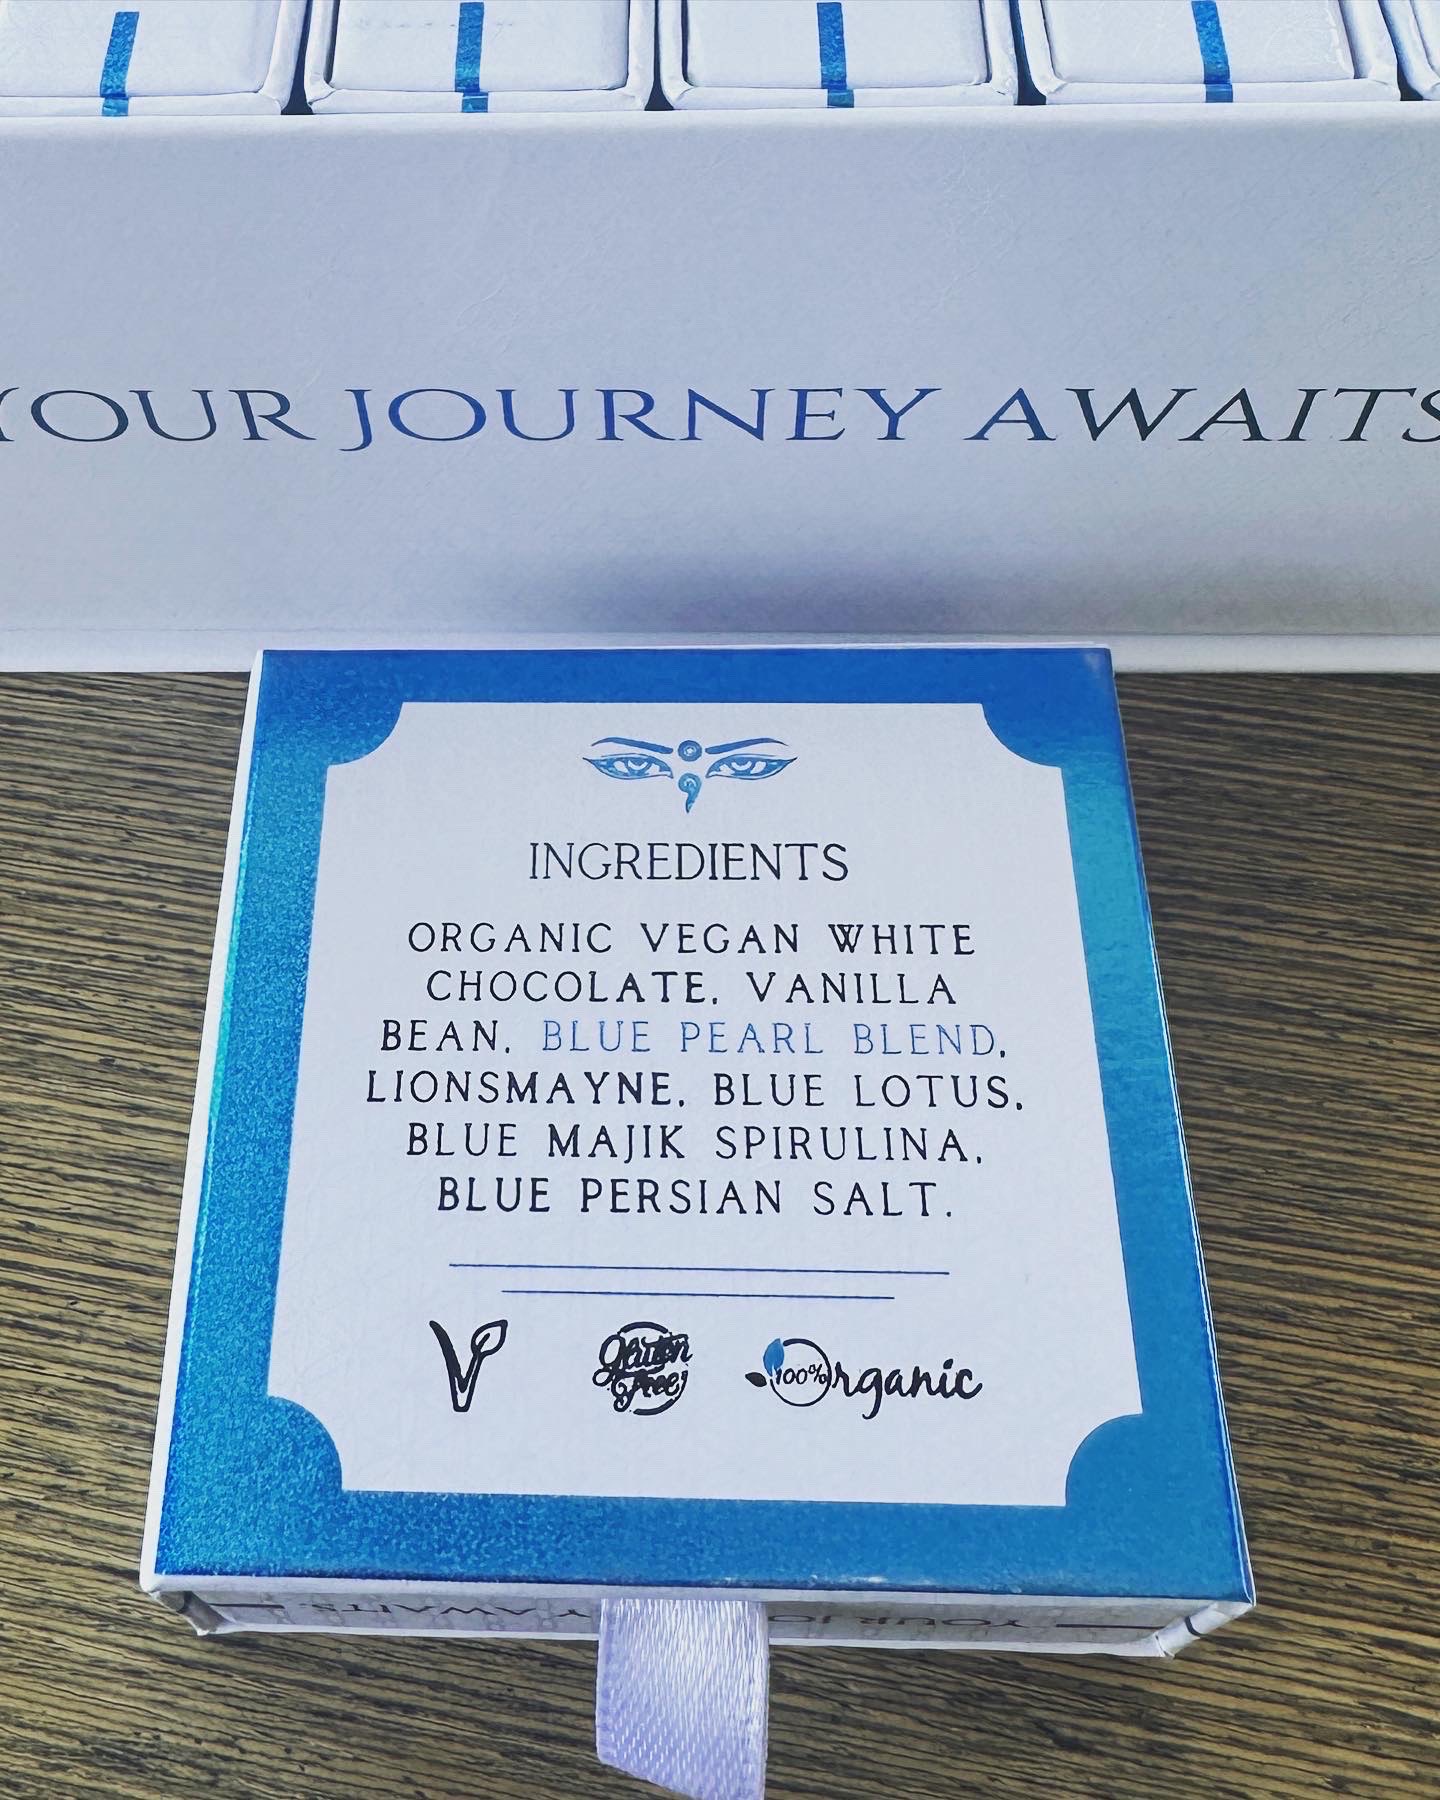 YOUR JOURNEY AWAITS
INGREDIENTS
ORGANIC VEGAN WHITE
CHOCOLATE, VANILLA
BEAN, BLUE PEARL BLEND,
LIONSMAYNE, BLUE LOTUS,
BLUE MAJIK SPIRULINA,
BLUE PERSIAN SALT.
V
gluten
free
100% Organic
YOUR JO
Y AWAITS